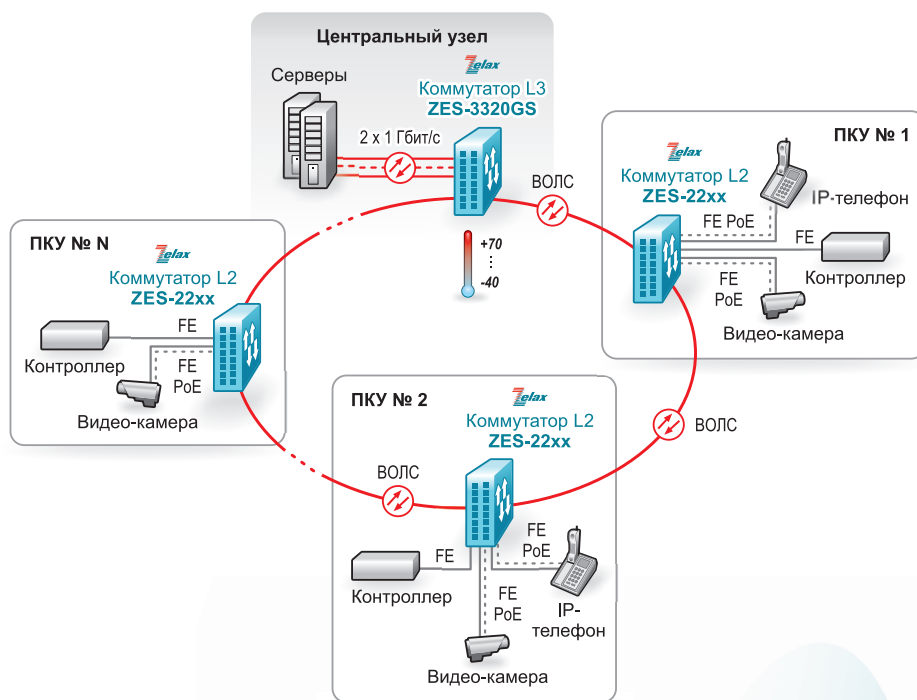 Центральный узел
Zelax
Серверы
Коммутатор L3
ZES-3320GS
2 x 1 Гбит/с
ВОЛС
+70
-40
ПКУ № 1
Zelax
Коммутатор L2
ZES-22xx
IP-телефон
FE PoE
FE
Контроллер
FE
PoE
Видео-камера
ПКУ № N
Zelax
Коммутатор L2
ZES-22xx
FE
Контроллер
FE
PoE
Видео-камера
ПКУ № 2
Zelax
Коммутатор L2
ZES-22xx
ВОЛС
ВОЛС
FE
PoE
FE
Контроллер
FE
PoE
IP-
телефон
Видео-камера